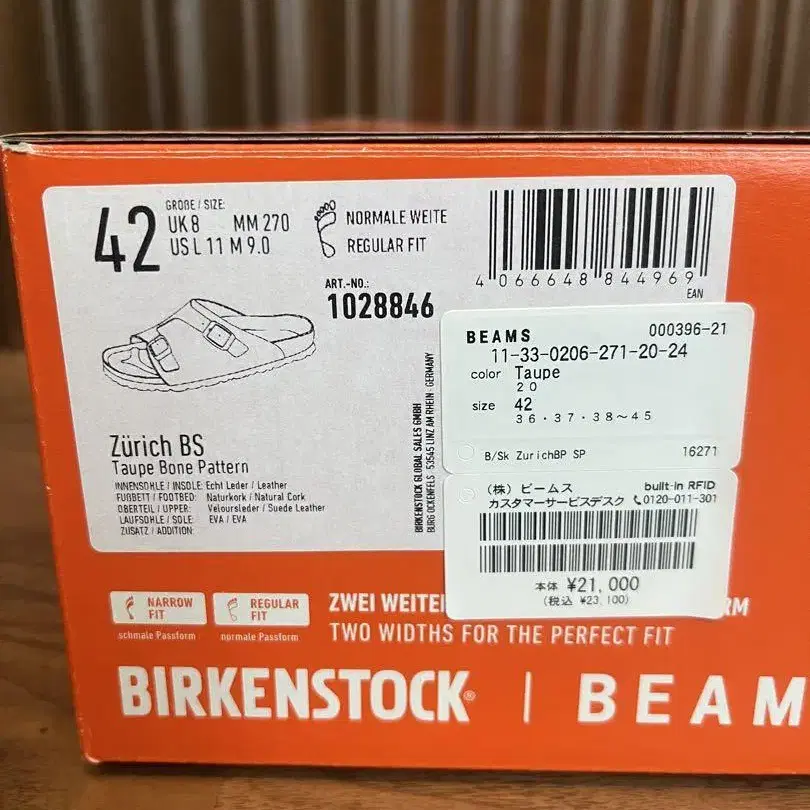 42
GRÖßE / SIZE:
UK 8 MM 270
US L 11 M 9.0
NORMALE WEITE
REGULAR FIT
ART.-NO.:
1028846
4 066648 844969
EAN
Zürich BS
Taupe Bone Pattern
INNENSOHLE / INSOLE: Echt Leder / Leather
FUßBETT / FOOTBED: Naturkork / Natural Cork
OBERTEIL / UPPER: Veloursleder / Suede Leather
LAUFSOHLE / SOLE: EVA / EVA
ZUSATZ / ADDITION:
BIRKENSTOCK GLOBAL SALES GMBH
BURG OCKENFELS · 53545 LINZ AM RHEIN · GERMANY
BEAMS 000396-21
11-33-0206-271-20-24
color Taupe
20
size 42
36・37・38～45
B/Sk ZurichBP SP 16271
(株) ビームス built-in RFID
カスタマーサービスデスク 0120-011-301
本体 ¥21,000
(税込 ¥23,100)
NARROW FIT
schmale Passform
REGULAR FIT
normale Passform
ZWEI WEITE
TWO WIDTHS FOR THE PERFECT FIT
BIRKENSTOCK® | BEAM